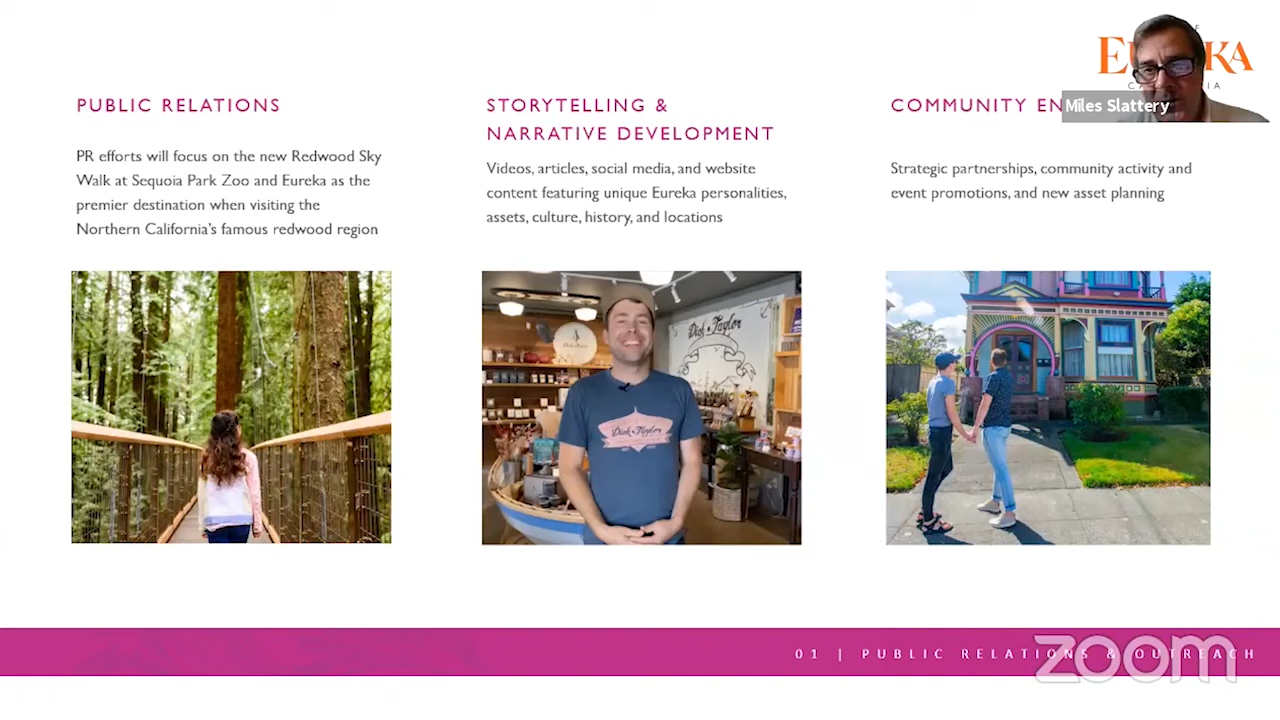 PUBLIC RELATIONS
PR efforts will focus on the new Redwood Sky
Walk at Sequoia Park Zoo and Eureka as the
premier destination when visiting the
Northern California's famous redwood region
STORYTELLING &
NARRATIVE DEVELOPMENT
Videos, articles, social media, and website
content featuring unique Eureka personalities,
assets, culture, history, and locations
COMMUNITY EN
Strategic partnerships, community activity and
event promotions, and new asset planning
Miles Slattery
Dick Taylor
Dick Taylor
01 | PUBLIC RELATIONS & OUTREACH
zoom